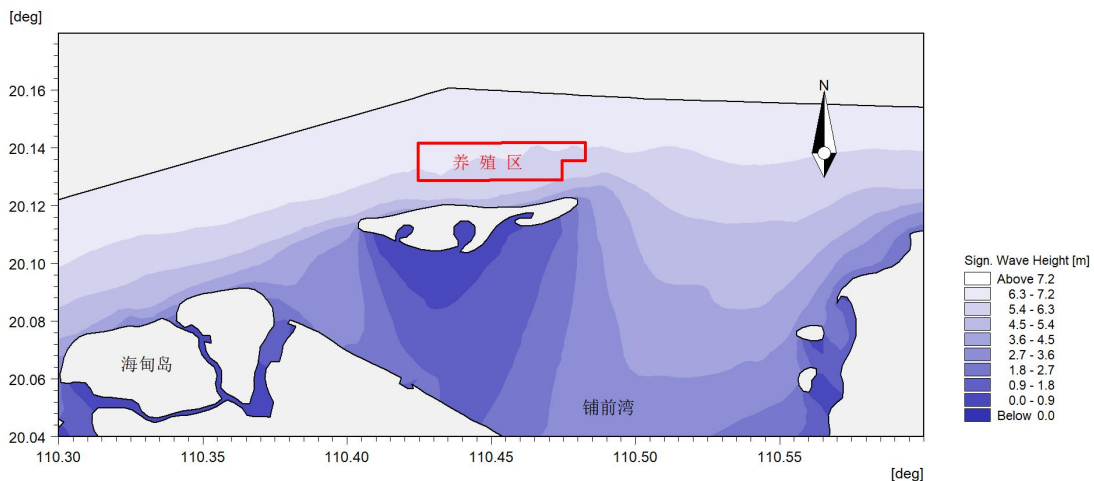 [deg]
20.16
20.14
20.12
20.10
20.08
20.06
20.04
110.30 110.35 110.40 110.45 110.50 110.55
[deg]
N
养殖区
海甸岛
铺前湾
Sign. Wave Height [m]
Above 7.2
6.3 - 7.2
5.4 - 6.3
4.5 - 5.4
3.6 - 4.5
2.7 - 3.6
1.8 - 2.7
0.9 - 1.8
0.0 - 0.9
Below 0.0